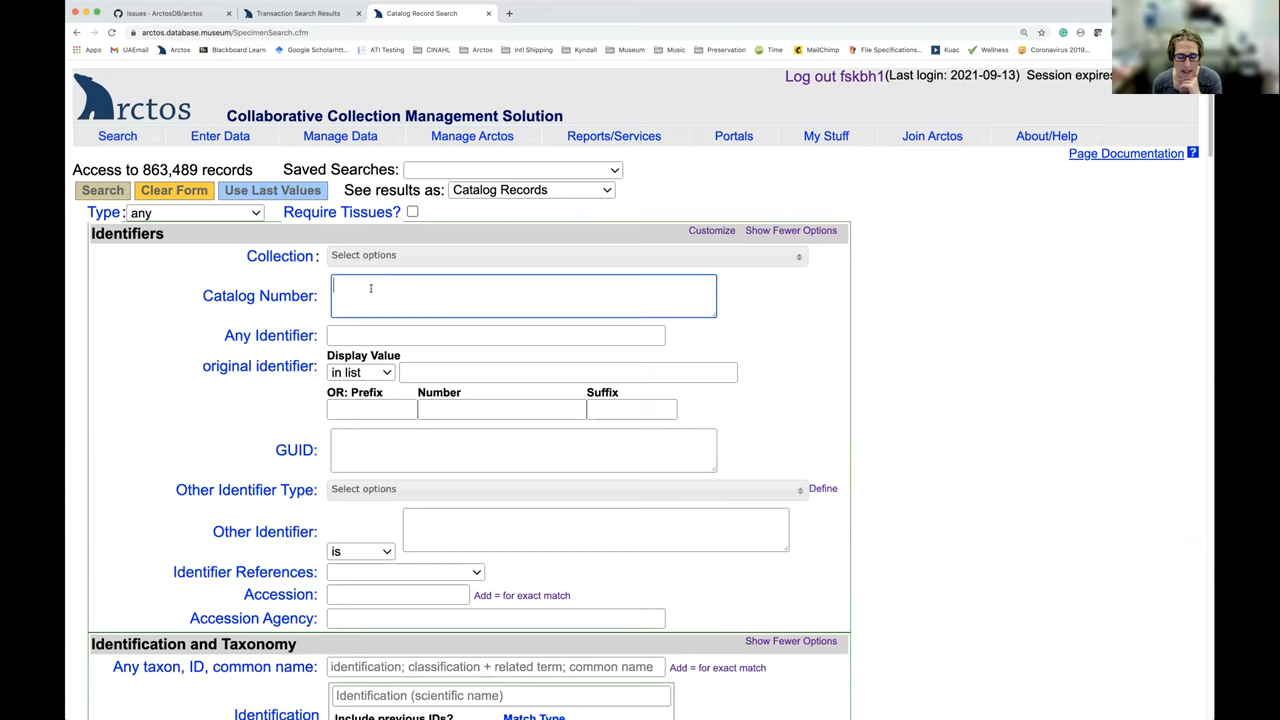 Issues · ArctosDB/arctos
Transaction Search Results
Catalog Record Search
arctos.database.museum/SpecimenSearch.cfm
Apps UAEmail Arctos Blackboard Learn Google Scholarhtt... ATI Testing CINAHL Arctos Intl Shipping Kyndall Museum Music Preservation Time MailChimp File Specifications... Kuac Wellness Coronavirus 2019...
Log out fskbh1 (Last login: 2021-09-13) Session expires
Arctos
Collaborative Collection Management Solution
Search Enter Data Manage Data Manage Arctos Reports/Services Portals My Stuff Join Arctos About/Help
Page Documentation ?
Access to 863,489 records Saved Searches:
Search Clear Form Use Last Values See results as: Catalog Records
Type: any Require Tissues?
Identifiers Customize Show Fewer Options
Collection: Select options
Catalog Number:
Any Identifier:
Display Value
original identifier: in list
OR: Prefix Number Suffix
GUID:
Other Identifier Type: Select options Define
Other Identifier:
is
Identifier References:
Accession: Add = for exact match
Accession Agency:
Identification and Taxonomy Show Fewer Options
Any taxon, ID, common name: identification; classification + related term; common name Add = for exact match
Identification (scientific name)
Identification
Include previous IDs? Match Type